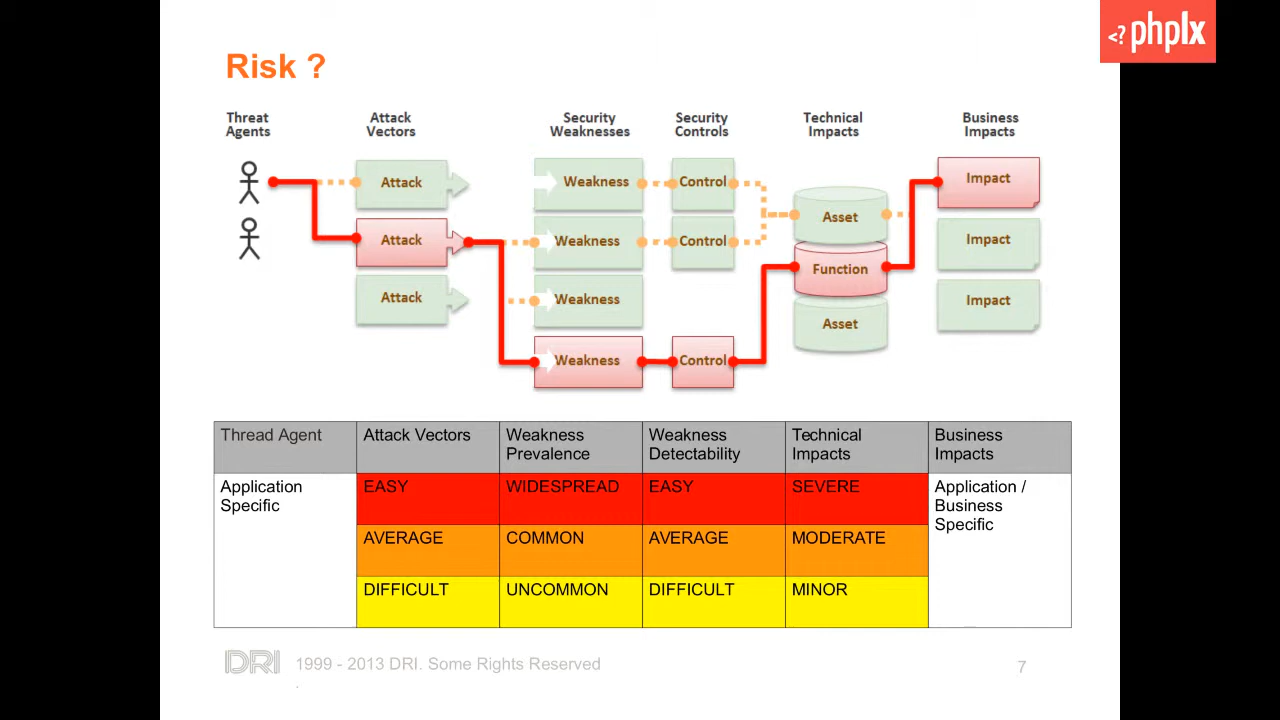 <? phplx
Risk ?
Threat Agents
Attack Vectors
Security Weaknesses
Security Controls
Technical Impacts
Business Impacts
Attack
Weakness
Control
Asset
Impact
Attack
Weakness
Control
Function
Impact
Attack
Weakness
Asset
Impact
Weakness
Control
Thread Agent
Attack Vectors
Weakness Prevalence
Weakness Detectability
Technical Impacts
Business Impacts
Application Specific
EASY
WIDESPREAD
EASY
SEVERE
Application / Business Specific
AVERAGE
COMMON
AVERAGE
MODERATE
DIFFICULT
UNCOMMON
DIFFICULT
MINOR
DRI 1999 - 2013 DRI. Some Rights Reserved
.
7